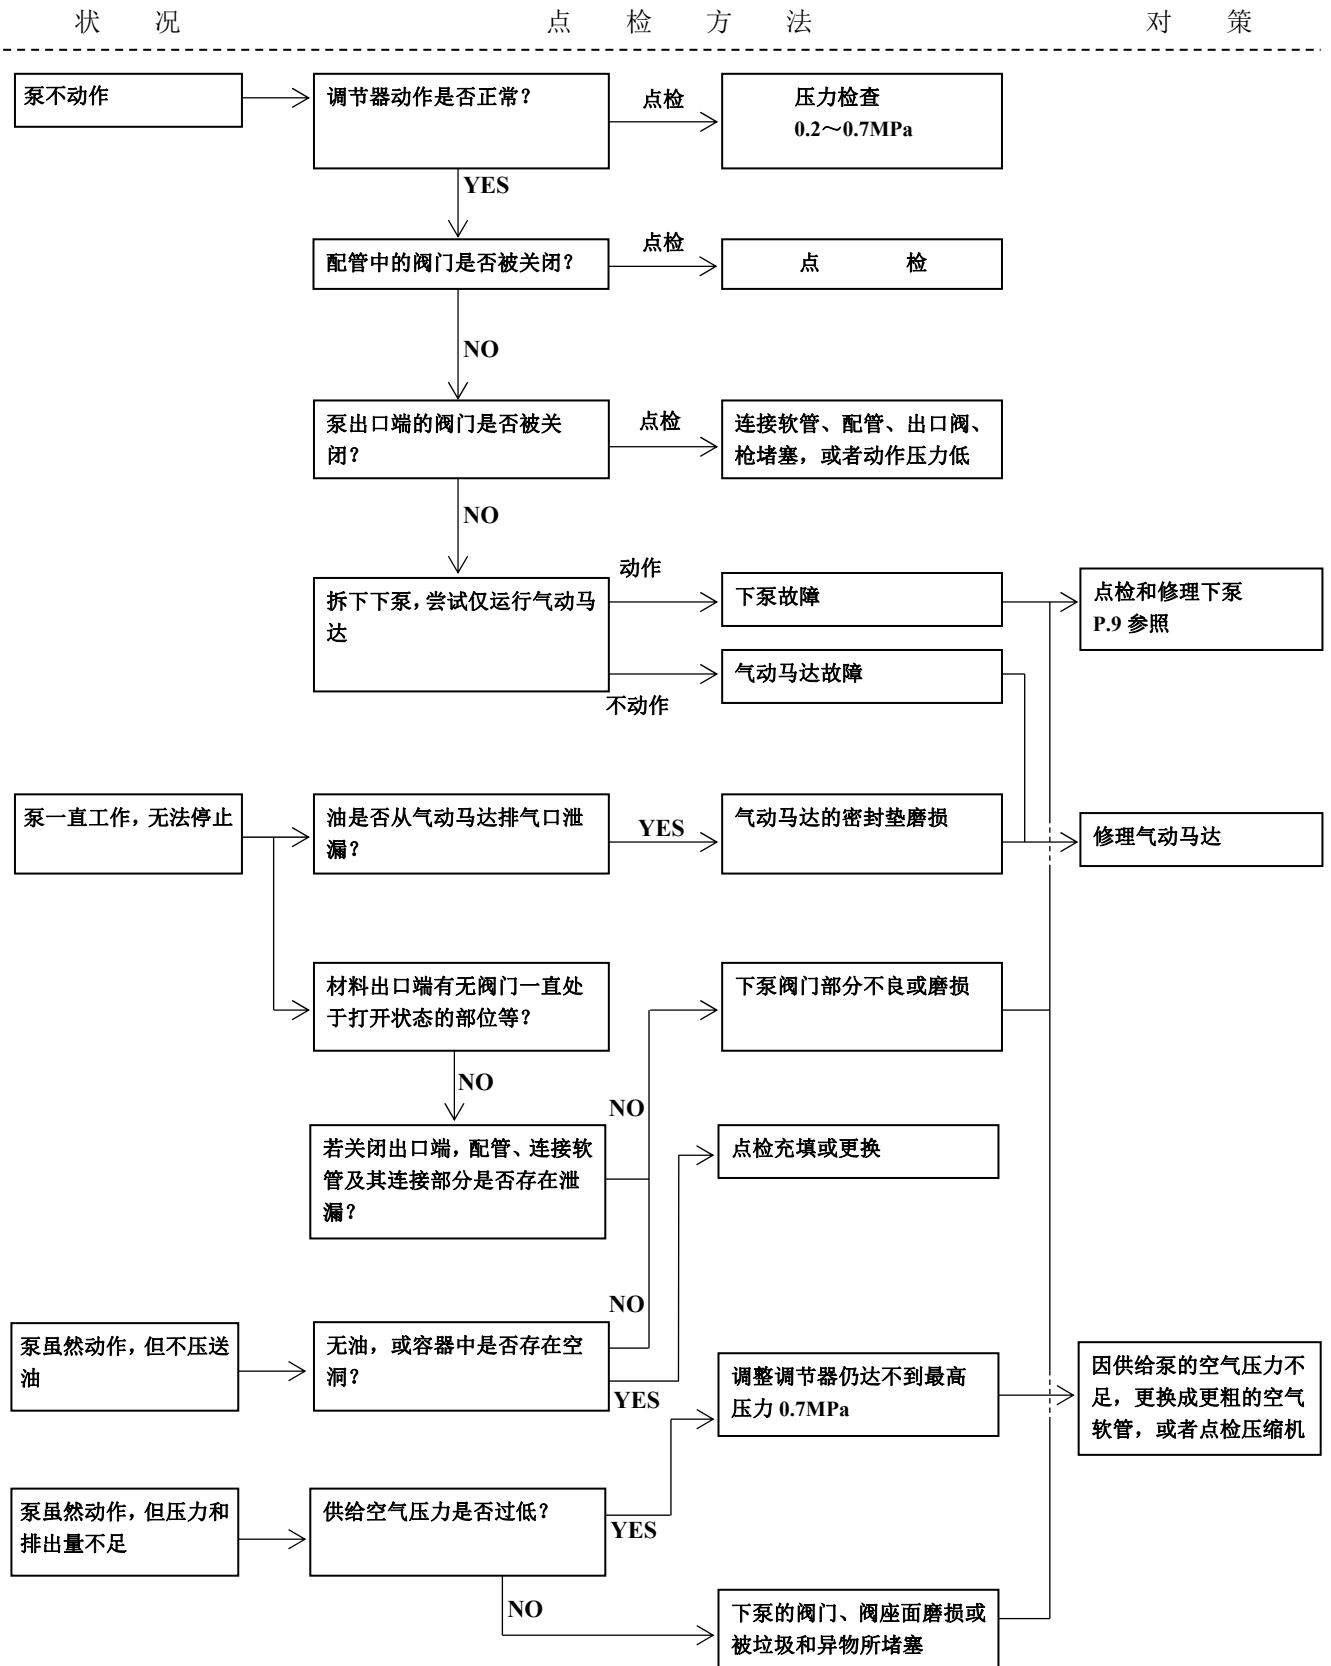 状 况 点 检 方 法 对 策
泵不动作
调节器动作是否正常？
点检
压力检查
0.2～0.7MPa
YES
配管中的阀门是否被关闭？
点检
点 检
NO
泵出口端的阀门是否被关
闭？
点检
连接软管、配管、出口阀、
枪堵塞，或者动作压力低
NO
拆下下泵，尝试仅运行气动马
达
动作
下泵故障
点检和修理下泵
P.9 参照
不动作
气动马达故障
泵一直工作，无法停止
油是否从气动马达排气口泄
漏？
YES
气动马达的密封垫磨损
修理气动马达
材料出口端有无阀门一直处
于打开状态的部位等？
下泵阀门部分不良或磨损
NO
若关闭出口端，配管、连接软
管及其连接部分是否存在泄
漏？
NO
点检充填或更换
泵虽然动作，但不压送
油
无油，或容器中是否存在空
洞？
NO
YES
调整调节器仍达不到最高
压力 0.7MPa
因供给泵的空气压力不
足，更换成更粗的空气
软管，或者点检压缩机
泵虽然动作，但压力和
排出量不足
供给空气压力是否过低？
YES
NO
下泵的阀门、阀座面磨损或
被垃圾和异物所堵塞